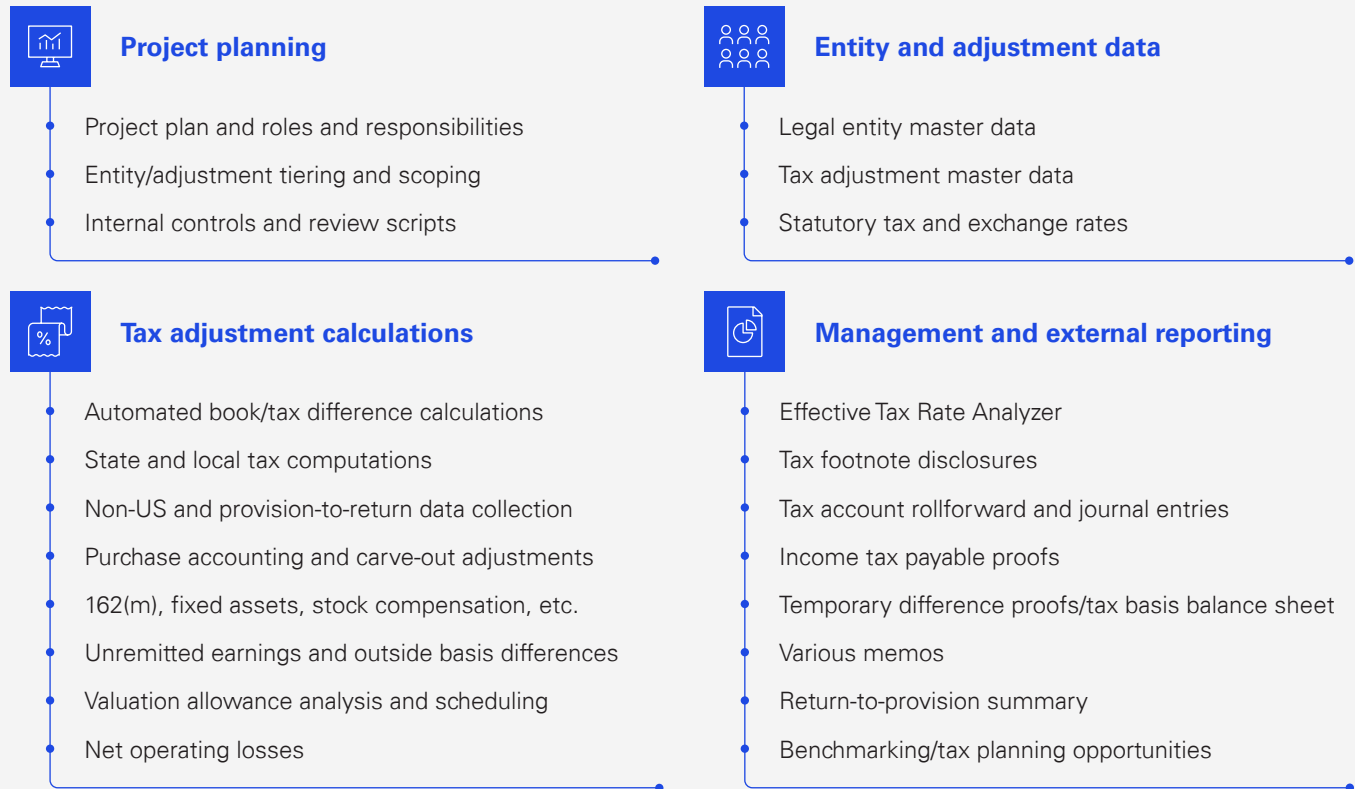 Project planning
Project plan and roles and responsibilities
Entity/adjustment tiering and scoping
Internal controls and review scripts
Entity and adjustment data
Legal entity master data
Tax adjustment master data
Statutory tax and exchange rates
%
Tax adjustment calculations
Automated book/tax difference calculations
State and local tax computations
Non-US and provision-to-return data collection
Purchase accounting and carve-out adjustments
162(m), fixed assets, stock compensation, etc.
Unremitted earnings and outside basis differences
Valuation allowance analysis and scheduling
Net operating losses
Management and external reporting
Effective Tax Rate Analyzer
Tax footnote disclosures
Tax account rollforward and journal entries
Income tax payable proofs
Temporary difference proofs/tax basis balance sheet
Various memos
Return-to-provision summary
Benchmarking/tax planning opportunities